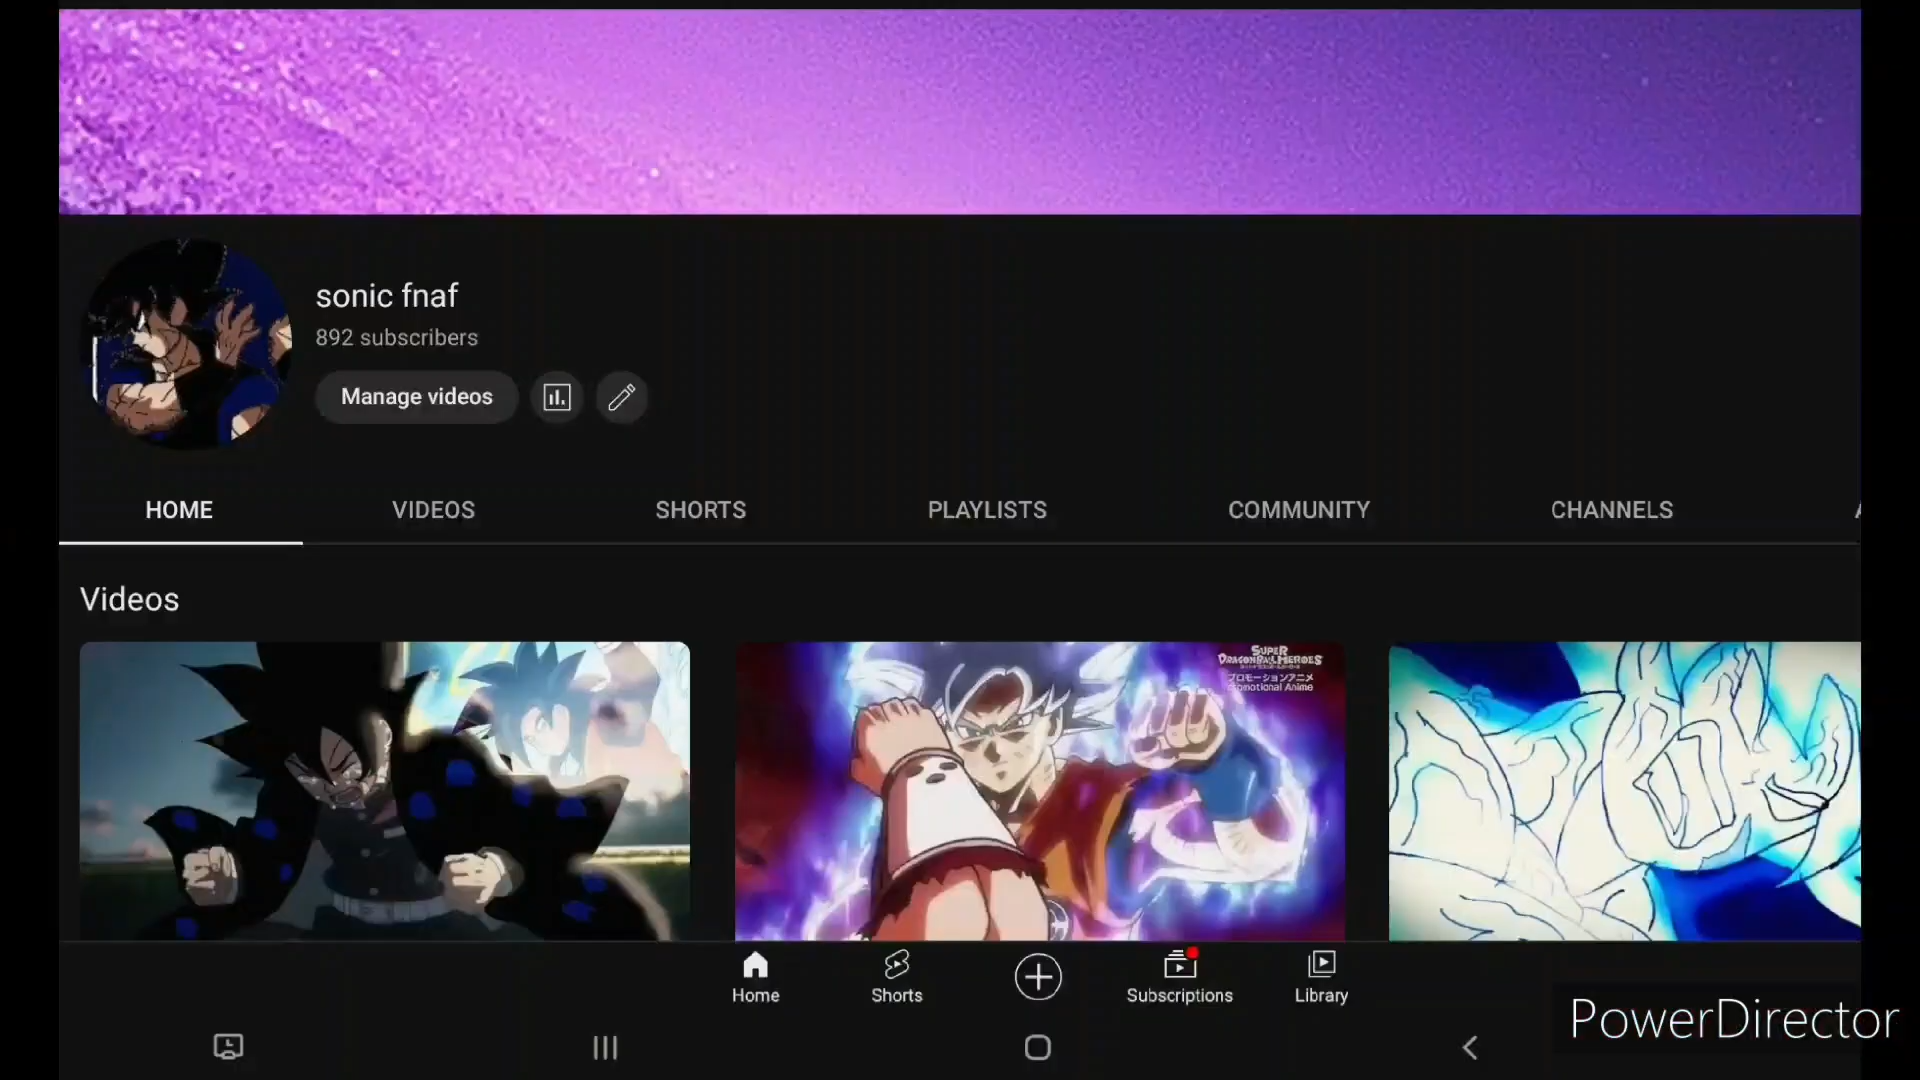 sonic fnaf
892 subscribers
Manage videos
HOME VIDEOS SHORTS PLAYLISTS COMMUNITY CHANNELS
Videos
SUPER
DRAGONBALL HEROES
プロモーションアニメ
Promotional Anime
Home Shorts Subscriptions Library
PowerDirector